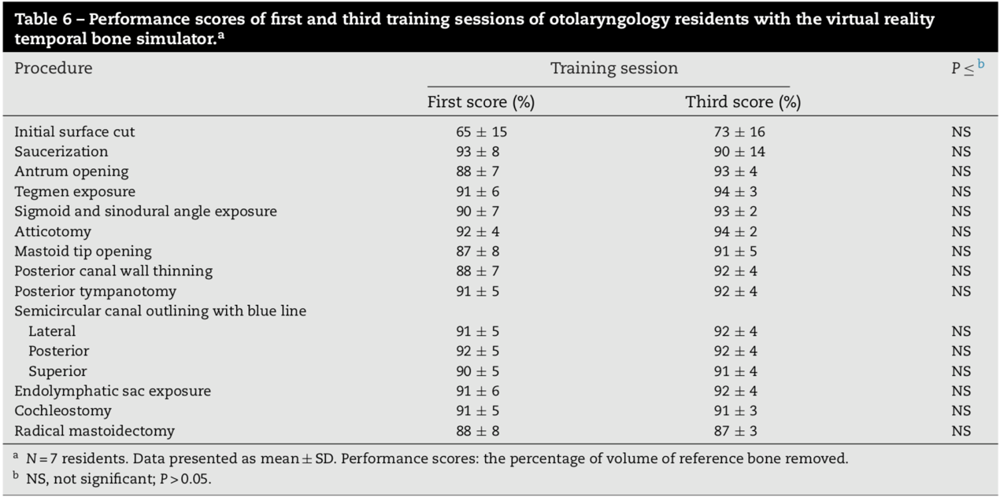 Table 6 – Performance scores of first and third training sessions of otolaryngology residents with the virtual reality
temporal bone simulator.a
Procedure Training session P ≤ b
First score (%) Third score (%)
Initial surface cut 65 ± 15 73 ± 16 NS
Saucerization 93 ± 8 90 ± 14 NS
Antrum opening 88 ± 7 93 ± 4 NS
Tegmen exposure 91 ± 6 94 ± 3 NS
Sigmoid and sinodural angle exposure 90 ± 7 93 ± 2 NS
Atticotomy 92 ± 4 94 ± 2 NS
Mastoid tip opening 87 ± 8 91 ± 5 NS
Posterior canal wall thinning 88 ± 7 92 ± 4 NS
Posterior tympanotomy 91 ± 5 92 ± 4 NS
Semicircular canal outlining with blue line
Lateral 91 ± 5 92 ± 4 NS
Posterior 92 ± 5 92 ± 4 NS
Superior 90 ± 5 91 ± 4 NS
Endolymphatic sac exposure 91 ± 6 92 ± 4 NS
Cochleostomy 91 ± 5 91 ± 3 NS
Radical mastoidectomy 88 ± 8 87 ± 3 NS
a N = 7 residents. Data presented as mean ± SD. Performance scores: the percentage of volume of reference bone removed.
b NS, not significant; P > 0.05.